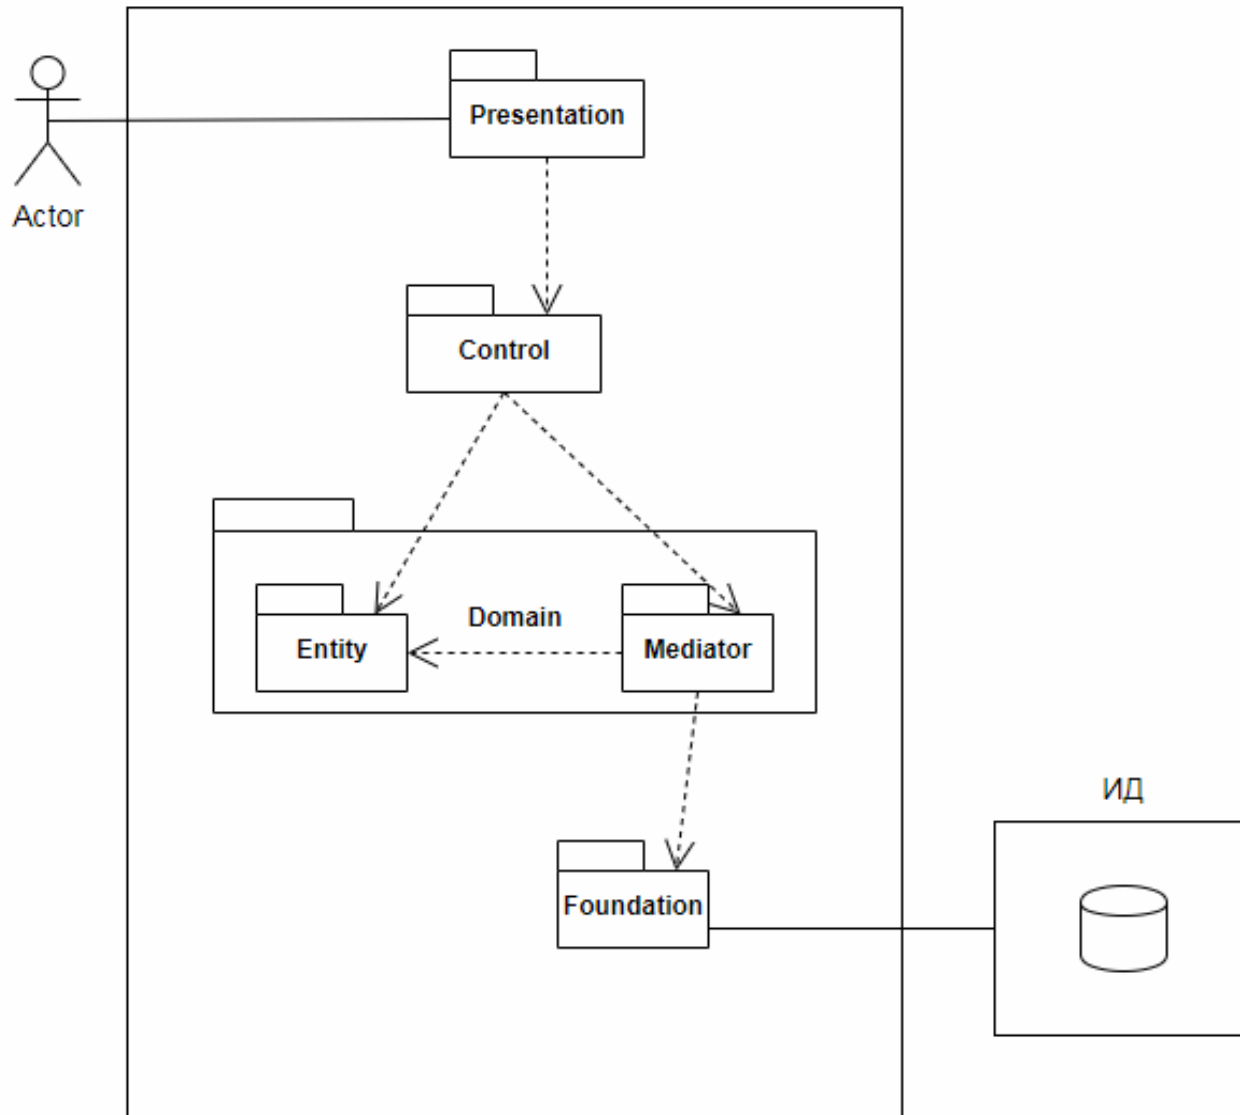 Presentation
Actor
Control
Domain
Entity
Mediator
ИД
Foundation